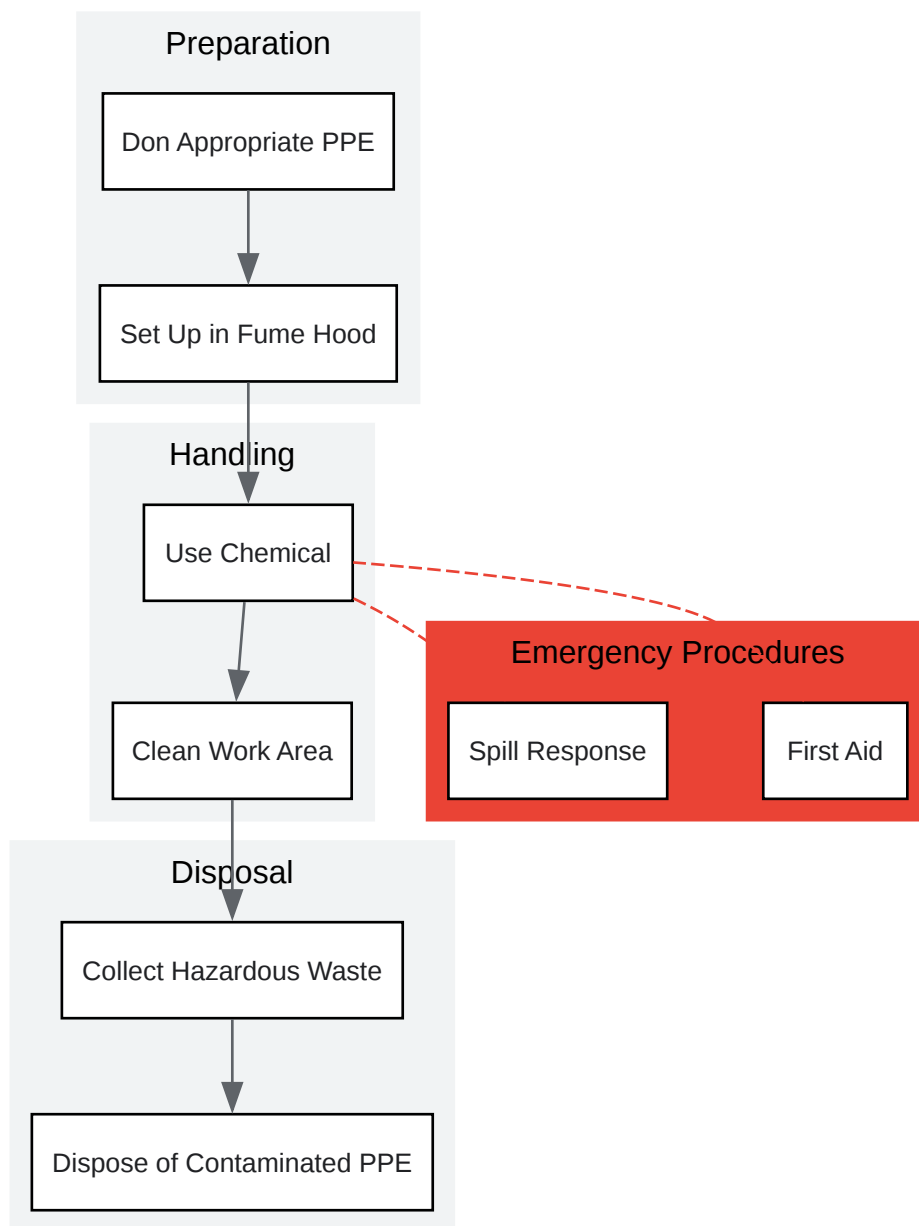 Preparation
Don Appropriate PPE
Set Up in Fume Hood
Handling
Use Chemical
Clean Work Area
Emergency Procedures
Spill Response
First Aid
Disposal
Collect Hazardous Waste
Dispose of Contaminated PPE